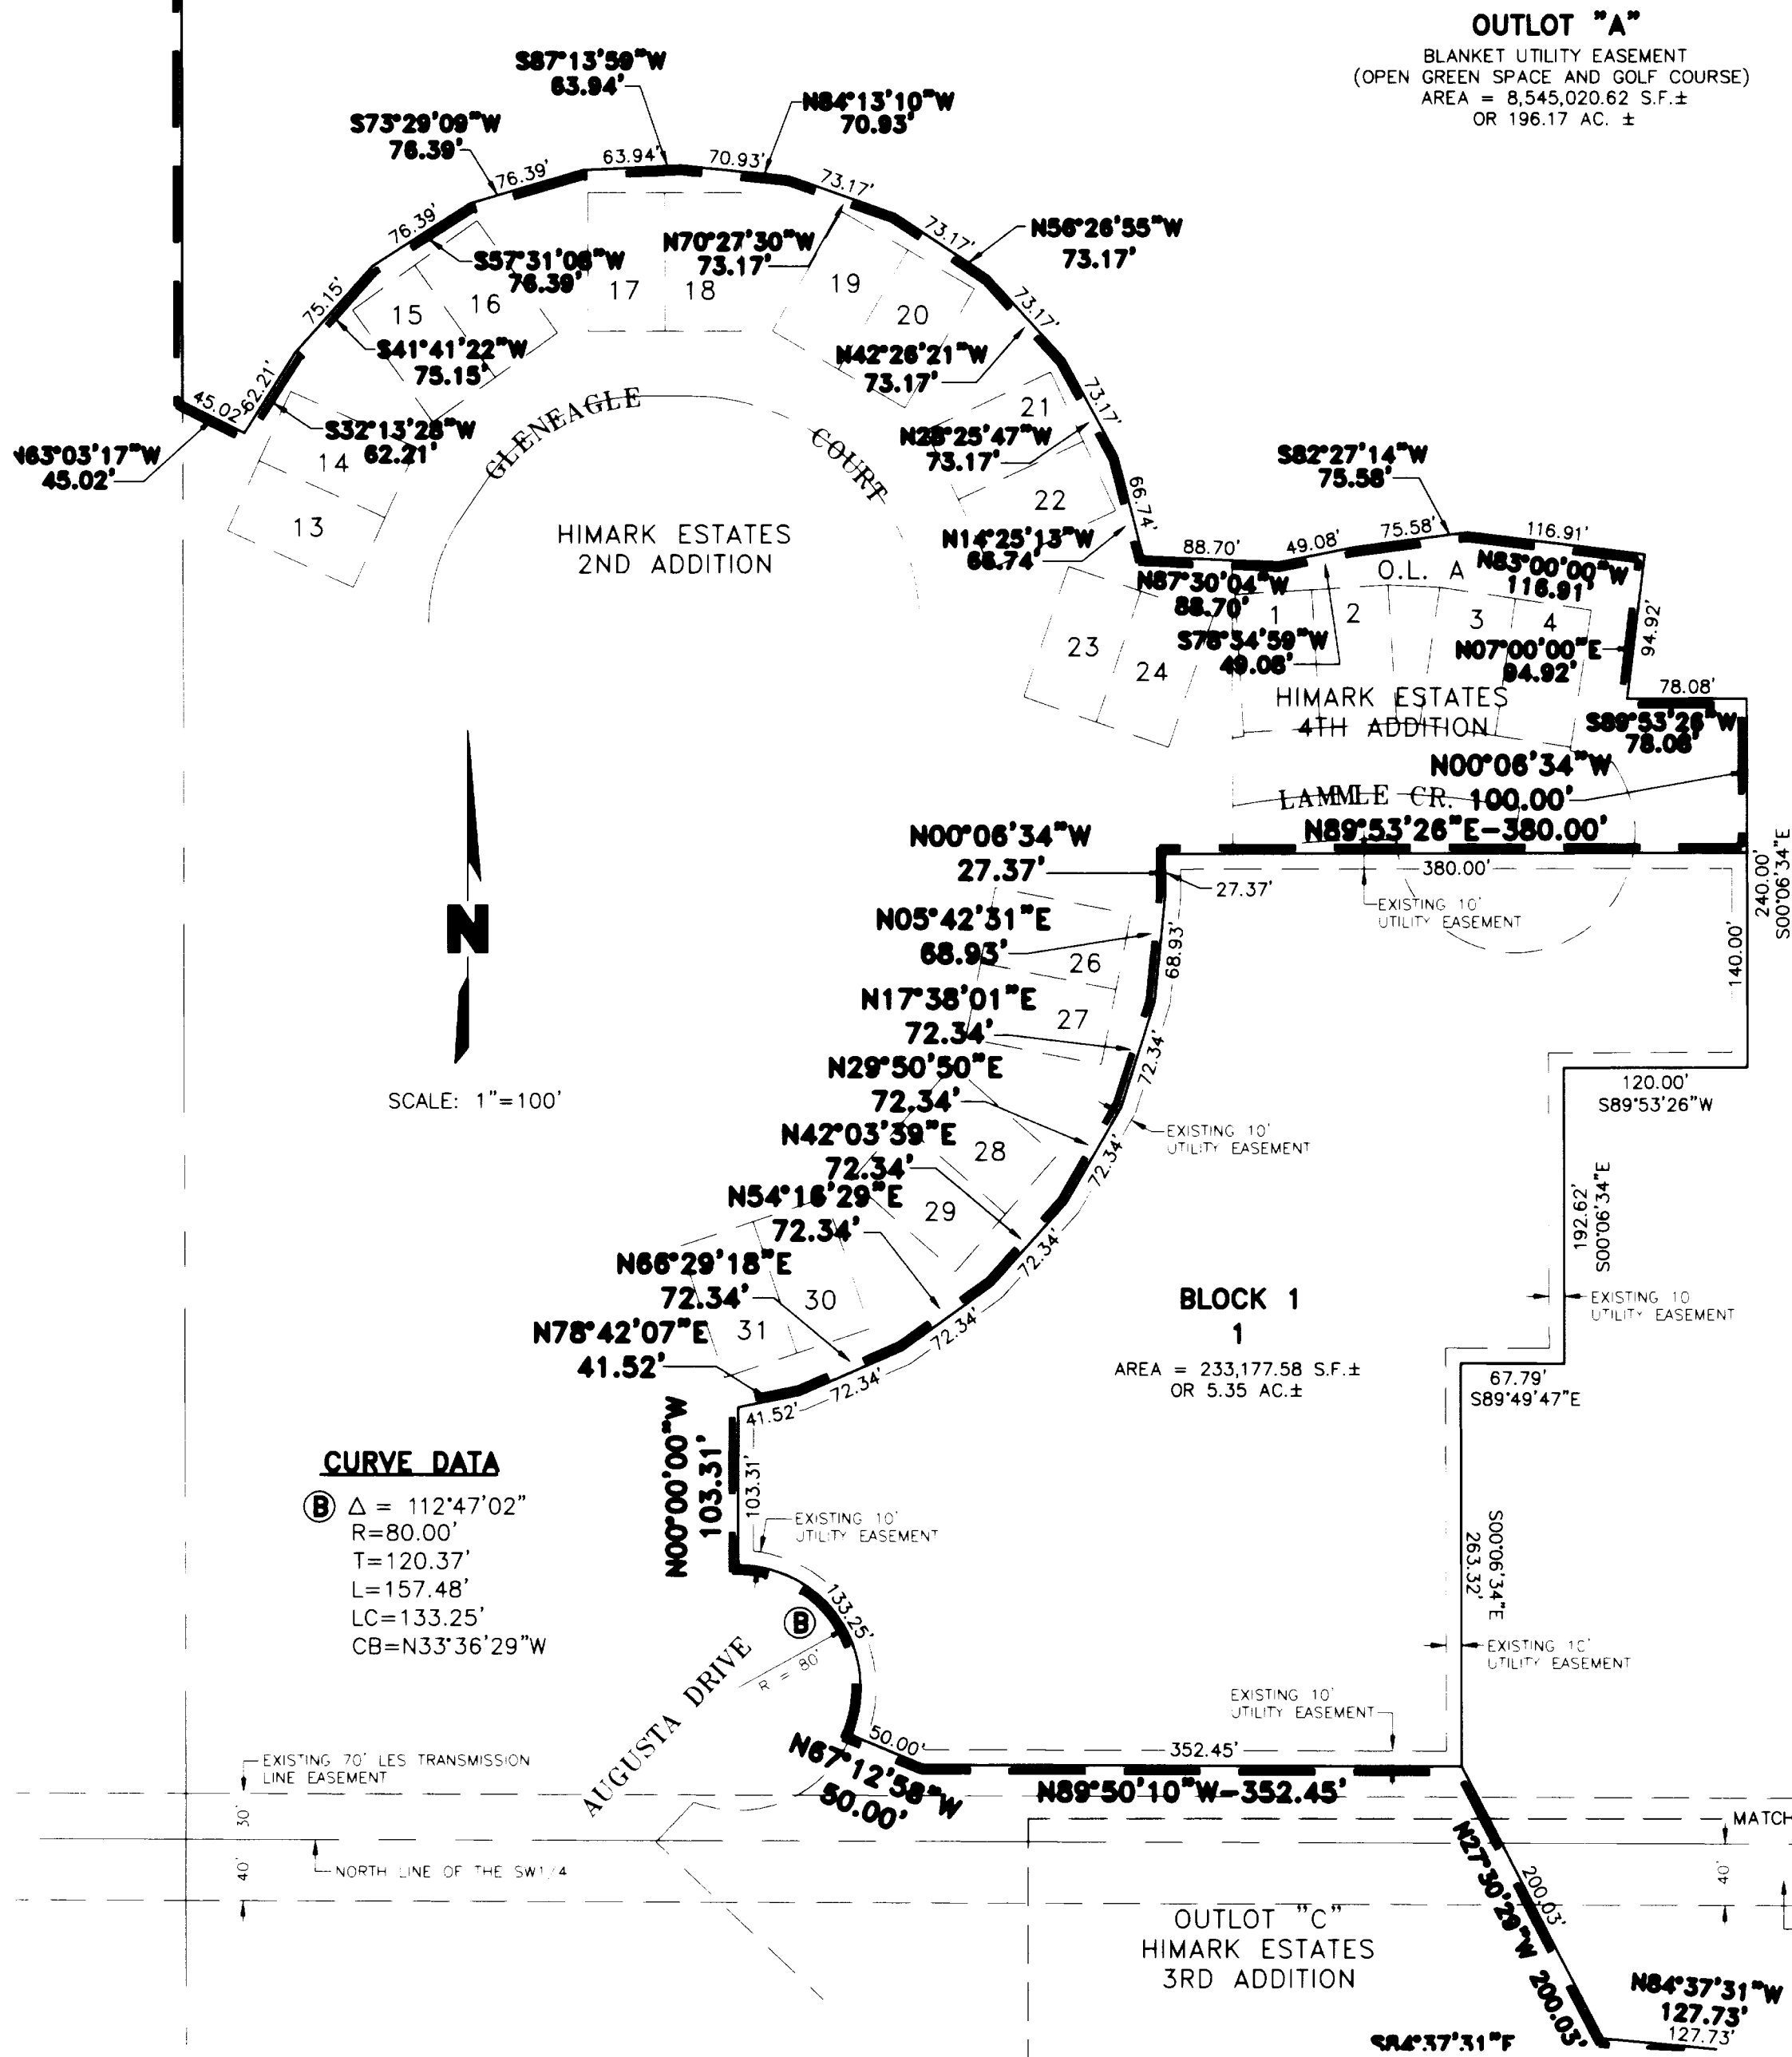 OUTLOT "A"
BLANKET UTILITY EASEMENT
(OPEN GREEN SPACE AND GOLF COURSE)
AREA = 8,545,020.62 S.F.±
OR 196.17 AC. ±
S87°13'59"W
63.94'
N84°13'10"W
70.93'
S73°29'09"W
76.39'
76.39'
63.94'
70.93'
73.17'
76.39'
73.17'
N56°26'55"W
73.17'
N70°27'30"W
73.17'
S57°31'06"W
76.39'
15
16
17
18
19
20
75.15'
73.17'
S41°41'22"W
75.15'
N42°26'21"W
73.17'
62.21'
45.02'
73.17'
GLENEAGLE
COURT
21
N28°25'47"W
73.17'
S32°13'28"W
62.21'
N63°03'17"W
45.02'
14
13
22
S82°27'14"W
75.58'
HIMARK ESTATES
2ND ADDITION
66.74'
N14°25'13"W
66.74'
88.70'
49.08'
75.58'
116.91'
O.L. A
N83°00'00"W
116.91'
N87°30'04"W
88.70'
1
2
3
4
94.92'
23
24
S78°34'59"W
49.08'
N07°00'00"E
94.92'
78.08'
HIMARK ESTATES
4TH ADDITION
S89°53'26"W
78.08'
N00°06'34"W
100.00'
LAMMLE CR.
N89°53'26"E-380.00'
N00°06'34"W
27.37'
27.37'
380.00'
EXISTING 10'
UTILITY EASEMENT
240.00'
S00°06'34"E
140.00'
N05°42'31"E
68.93'
68.93'
26
N
N17°38'01"E
72.34'
27
72.34'
SCALE: 1"=100'
N29°50'50"E
72.34'
120.00'
S89°53'26"W
EXISTING 10'
UTILITY EASEMENT
N42°03'39"E
72.34'
28
72.34'
N54°16'29"E
72.34'
29
72.34'
192.62'
S00°06'34"E
N66°29'18"E
72.34'
30
BLOCK 1
1
AREA = 233,177.58 S.F.±
OR 5.35 AC.±
EXISTING 10
UTILITY EASEMENT
N78°42'07"E
41.52'
31
72.34'
72.34'
41.52'
67.79'
S89°49'47"E
N00°00'00"W
103.31'
103.31'
CURVE DATA
B Δ = 112°47'02"
R=80.00'
T=120.37'
L=157.48'
LC=133.25'
CB=N33°36'29"W
EXISTING 10'
UTILITY EASEMENT
S00°06'34"E
263.32'
133.25'
B
R = 80'
AUGUSTA DRIVE
EXISTING 10'
UTILITY EASEMENT
EXISTING 10'
UTILITY EASEMENT
50.00'
352.45'
N67°12'58"W
50.00'
N89°50'10"W-352.45'
EXISTING 70' LES TRANSMISSION
LINE EASEMENT
30'
40'
NORTH LINE OF THE SW1/4
MATCH
40'
N27°30'29"W 200.03'
200.03'
OUTLOT "C"
HIMARK ESTATES
3RD ADDITION
N84°37'31"W
127.73'
127.73'
S84°37'31"E